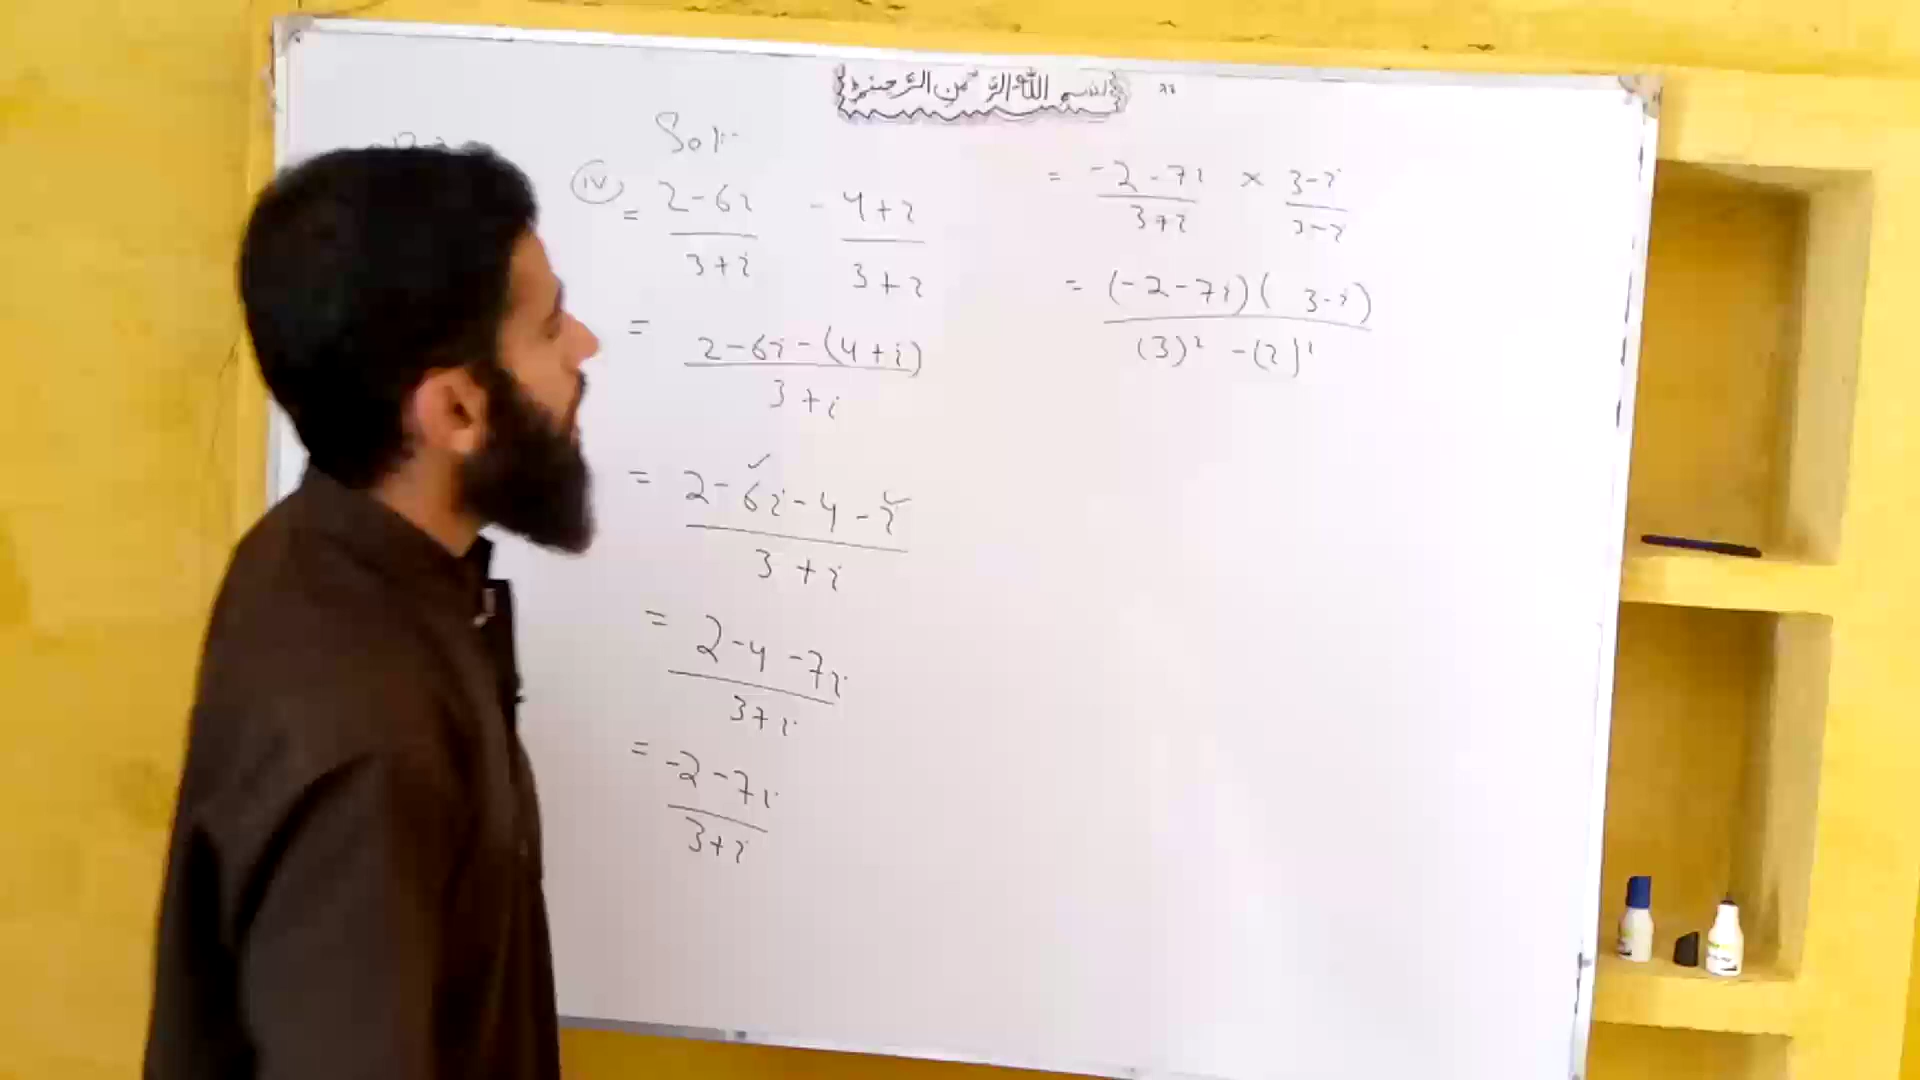 بسم الله الرحمن الرحيم
Sol:
(iv) = 2-6i / 3+i - 4+i / 3+i
= 2-6i-(4+i) / 3+i
= 2-6i-4-i / 3+i
= 2-4-7i / 3+i
= -2-7i / 3+i
= -2-7i / 3+i × 3-i / 3-i
= (-2-7i)(3-i) / (3)² -(i)²